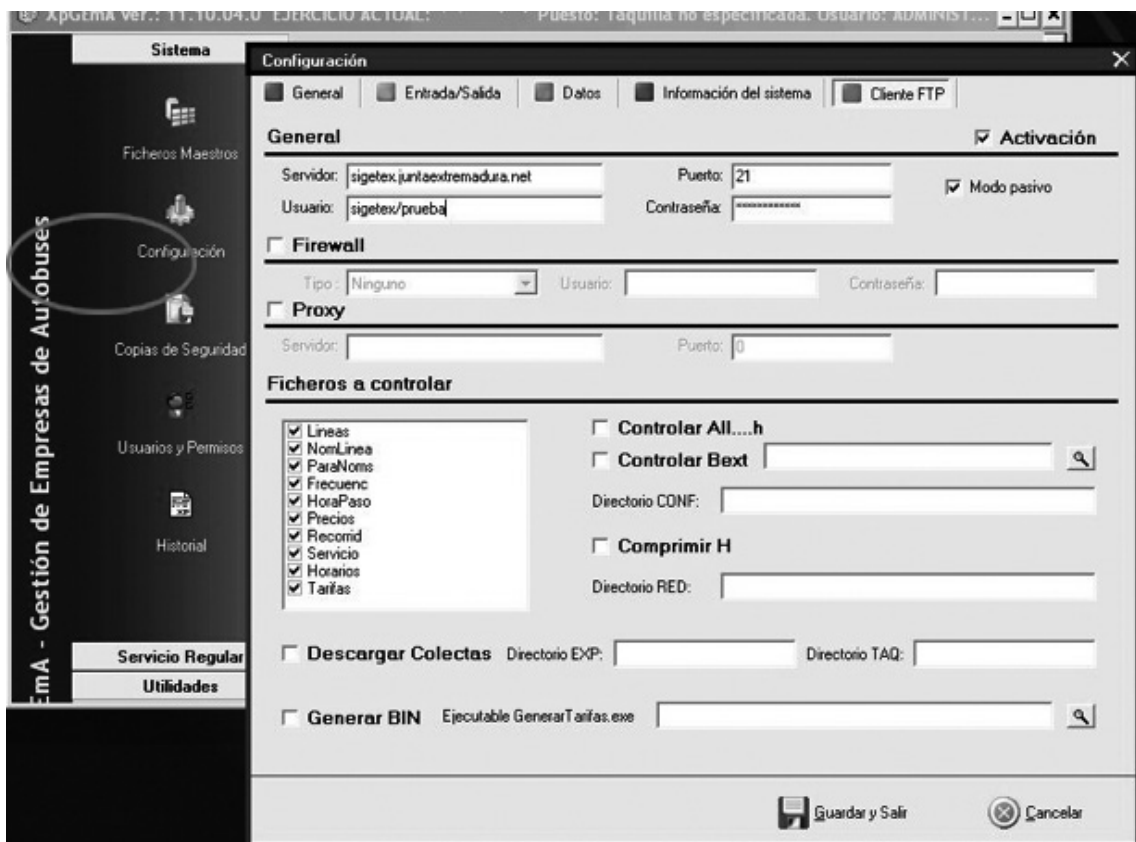 XpGEmA Ver.: 11.10.04.0 EJERCICIO ACTUAL: Puesto: Taquilla no especificada. Usuario: ADMINIST...
Sistema
Ficheros Maestros
Configuración
Copias de Seguridad
Usuarios y Permisos
Historial
Servicio Regular
Utilidades
EmA - Gestión de Empresas de Autobuses
Configuración
General Entrada/Salida Datos Información del sistema Cliente FTP
General Activación
Servidor: sigetex.juntaextremadura.net Puerto: 21 Modo pasivo
Usuario: sigetex/prueba Contraseña: ************
Firewall
Tipo: Ninguno Usuario: Contraseña:
Proxy
Servidor: Puerto: 0
Ficheros a controlar
Lineas
NomLinea
ParaNoms
Frecuenc
HoraPaso
Precios
Recorrid
Servicio
Horarios
Tarifas
Controlar All....h
Controlar Bext
Directorio CONF:
Comprimir H
Directorio RED:
Descargar Colectas Directorio EXP: Directorio TAQ:
Generar BIN Ejecutable GenerarTarifas.exe
Guardar y Salir Cancelar